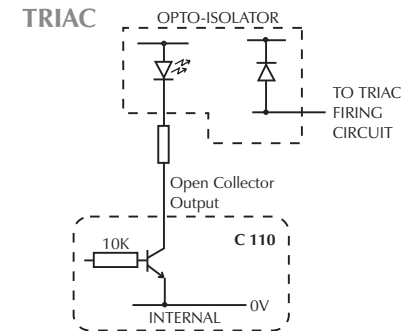 TRIAC
OPTO-ISOLATOR
TO TRIAC
FIRING
CIRCUIT
Open Collector
Output
10K
C 110
0V
INTERNAL